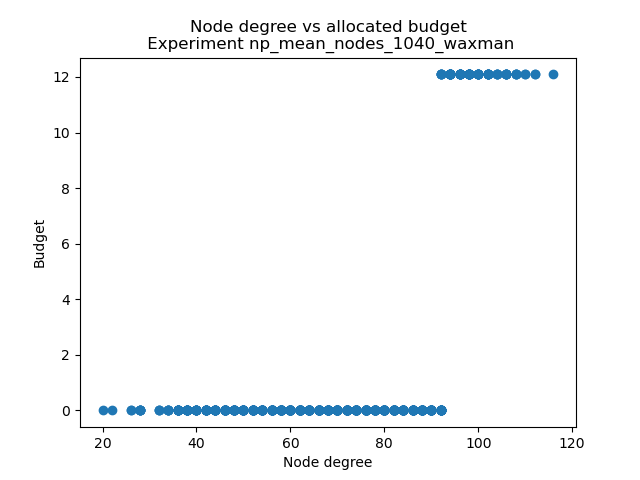 Node degree vs allocated budget
Experiment np_mean_nodes_1040_waxman
12
10
8
6
4
2
0
Budget
20 40 60 80 100 120
Node degree